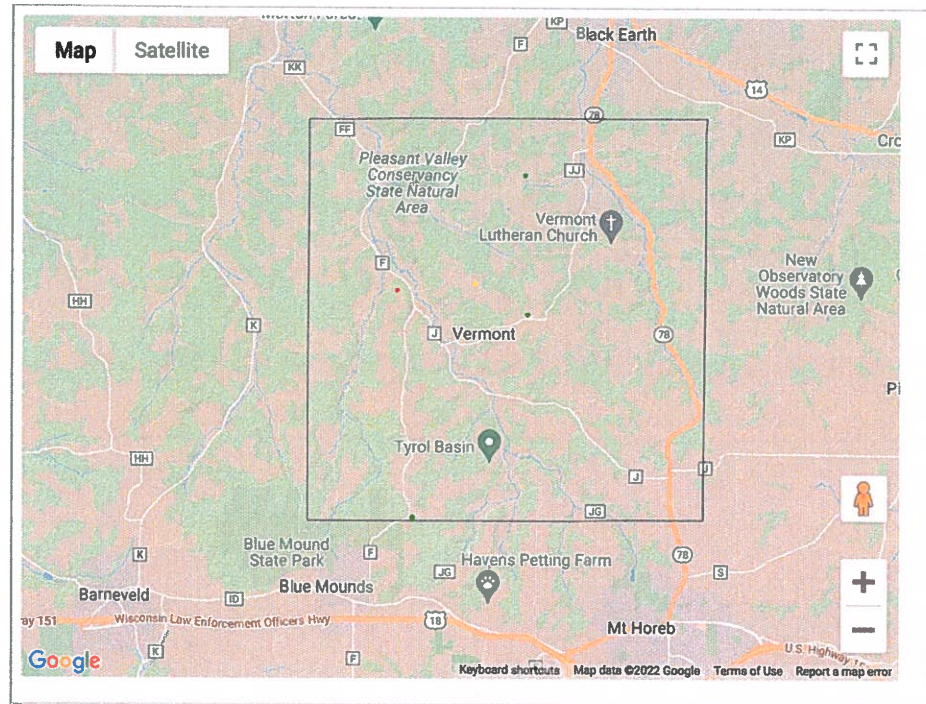 Map
Satellite
KP
F
Black Earth
KK
14
78
FF
KP
Cro
Pleasant Valley
Conservancy
State Natural
Area
JJ
Vermont
Lutheran Church
F
New
Observatory
Woods State
Natural Area
HH
K
J
Vermont
78
Pi
Tyrol Basin
HH
J
J
JG
K
Blue Mound
State Park
F
JG
Havens Petting Farm
78
S
Barneveld
ID
Blue Mounds
ay 151
Wisconsin Law Enforcement Officers Hwy
18
Mt Horeb
K
F
U.S. Highway
Google
Keyboard shortcuts
Map data ©2022 Google
Terms of Use
Report a map error